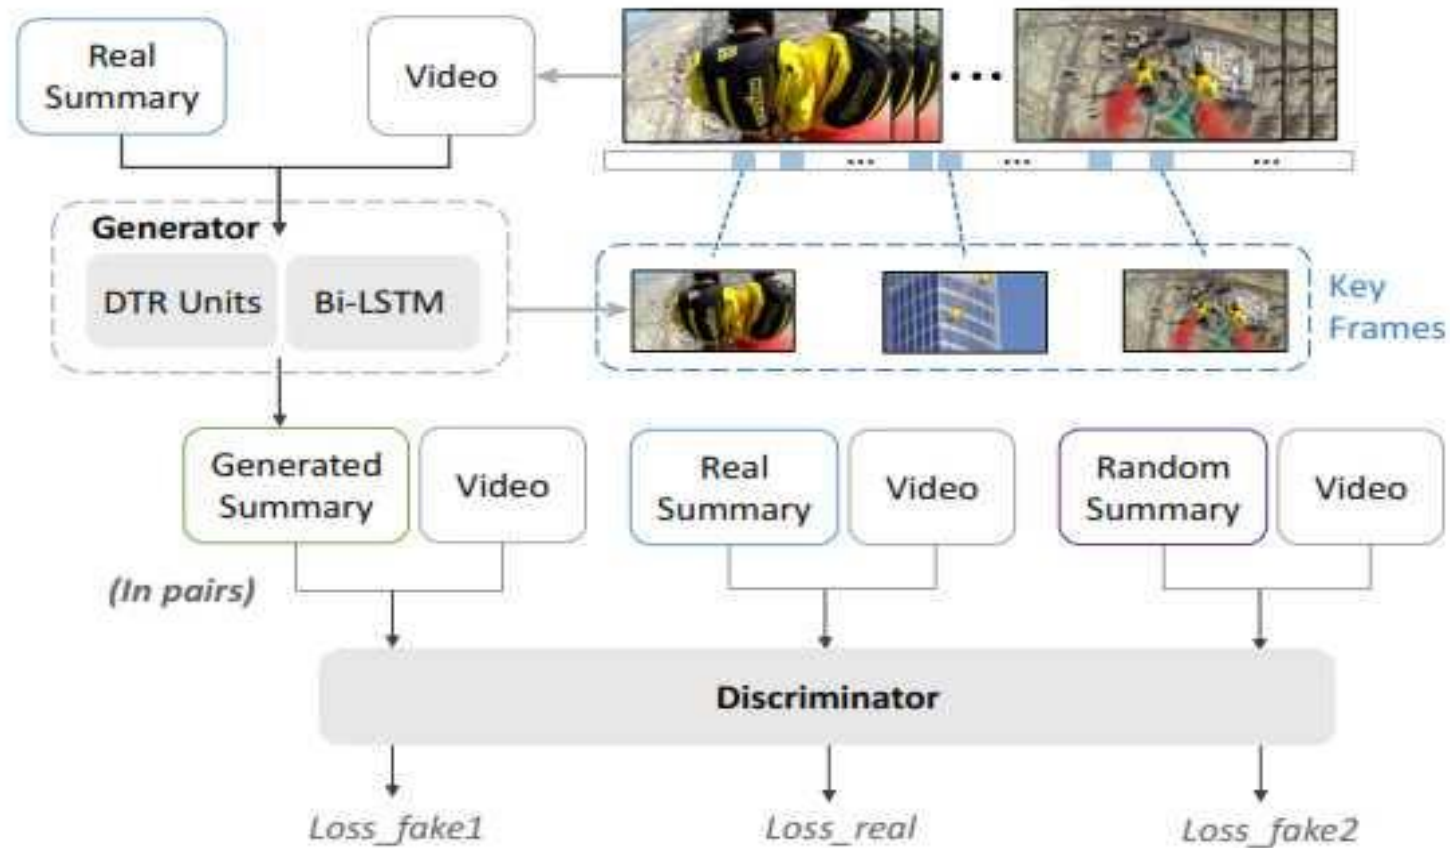 Real
Summary
Video
•••
...
...
...
Generator
DTR Units
Bi-LSTM
Key
Frames
Generated
Summary
Video
Real
Summary
Video
Random
Summary
Video
(In pairs)
Discriminator
Loss_fake1
Loss_real
Loss_fake2